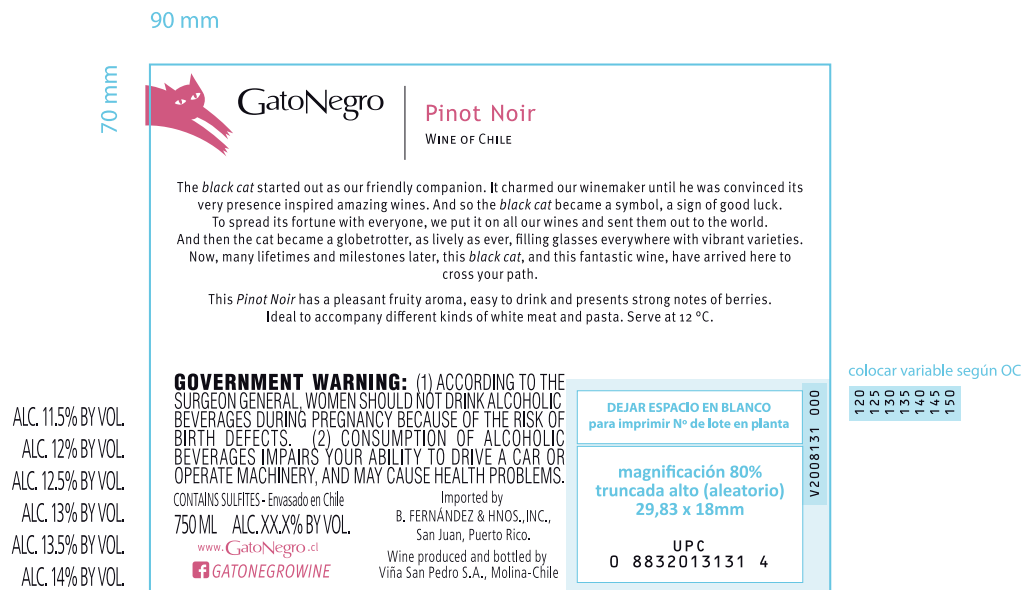 90 mm
70 mm
GatoNegro
Pinot Noir
WINE OF CHILE
The black cat started out as our friendly companion. It charmed our winemaker until he was convinced its
very presence inspired amazing wines. And so the black cat became a symbol, a sign of good luck.
To spread its fortune with everyone, we put it on all our wines and sent them out to the world.
And then the cat became a globetrotter, as lively as ever, filling glasses everywhere with vibrant varieties.
Now, many lifetimes and milestones later, this black cat, and this fantastic wine, have arrived here to
cross your path.
This Pinot Noir has a pleasant fruity aroma, easy to drink and presents strong notes of berries.
Ideal to accompany different kinds of white meat and pasta. Serve at 12 °C.
GOVERNMENT WARNING: (1) ACCORDING TO THE
SURGEON GENERAL, WOMEN SHOULD NOT DRINK ALCOHOLIC
BEVERAGES DURING PREGNANCY BECAUSE OF THE RISK OF
BIRTH DEFECTS. (2) CONSUMPTION OF ALCOHOLIC
BEVERAGES IMPAIRS YOUR ABILITY TO DRIVE A CAR OR
OPERATE MACHINERY, AND MAY CAUSE HEALTH PROBLEMS.
CONTAINS SULFITES - Envasado en Chile
750 ML ALC. XX.X% BY VOL.
www.GatoNegro.cl
GATONEGROWINE
Imported by
B. FERNÁNDEZ & HNOS.,INC.,
San Juan, Puerto Rico.
Wine produced and bottled by
Viña San Pedro S.A., Molina-Chile
DEJAR ESPACIO EN BLANCO
para imprimir Nº de lote en planta
magnificación 80%
truncada alto (aleatorio)
29,83 x 18mm
UPC
0 8832013131 4
V2008131 000
colocar variable según OC
120
125
130
135
140
145
150
ALC. 11.5% BY VOL.
ALC. 12% BY VOL.
ALC. 12.5% BY VOL.
ALC. 13% BY VOL.
ALC. 13.5% BY VOL.
ALC. 14% BY VOL.